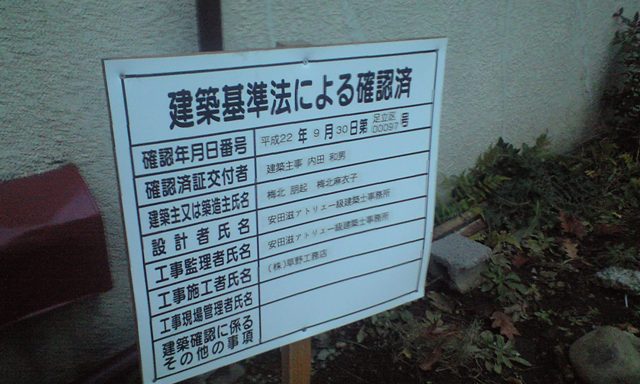 建築基準法による確認済
確認年月日番号 平成22年9月30日第足立区00097号
確認済証交付者 建築主事 内田 和男
建築主又は築造主氏名 梅北 朋起 梅北麻衣子
設計者氏名 安田滋アトリエ一級建築士事務所
工事監理者氏名 安田滋アトリエ一級建築士事務所
工事施工者氏名 (株)草野工務店
工事現場管理者氏名
建築確認に係る
その他の事項